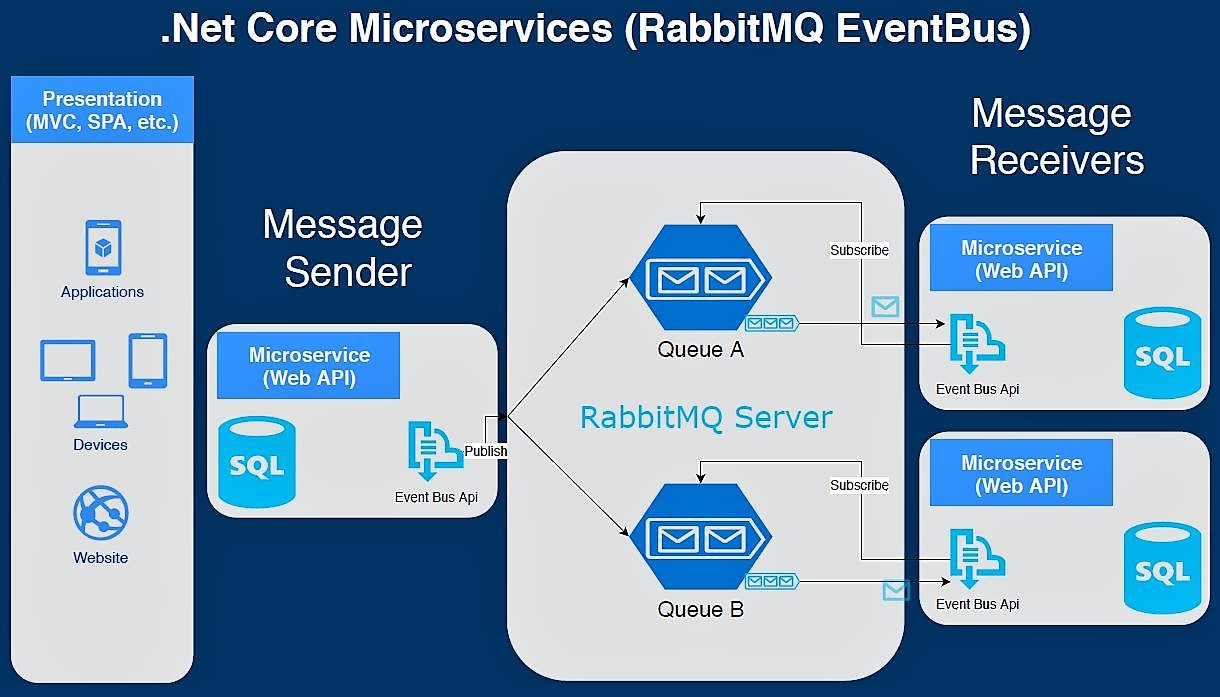 .Net Core Microservices (RabbitMQ EventBus)
Presentation
(MVC, SPA, etc.)
Applications
Devices
Website
Message
Sender
Microservice
(Web API)
SQL
Event Bus Api
Publish
Queue A
RabbitMQ Server
Queue B
Subscribe
Subscribe
Message
Receivers
Microservice
(Web API)
Event Bus Api
SQL
Microservice
(Web API)
Event Bus Api
SQL